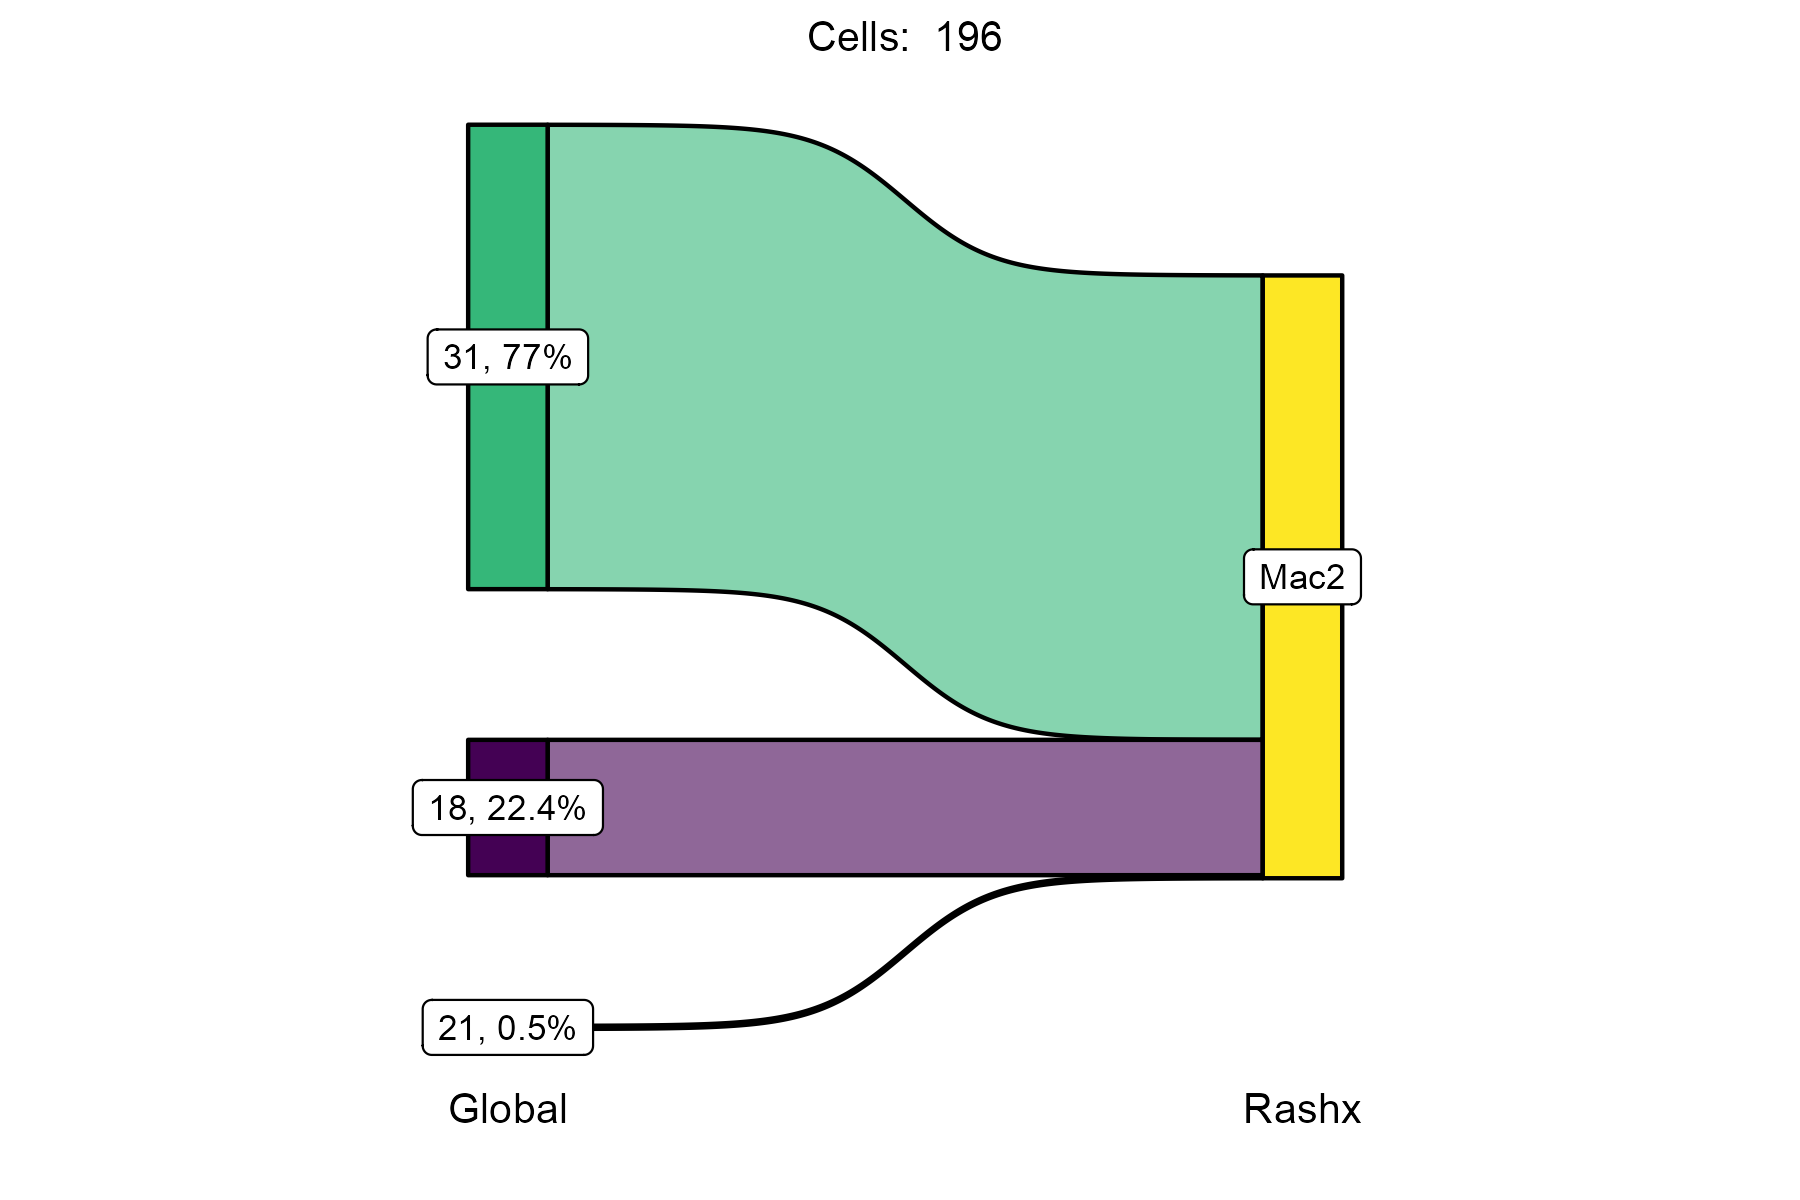 Cells:  196
31, 77%
Mac2
18, 22.4%
21, 0.5%
Global
Rashx